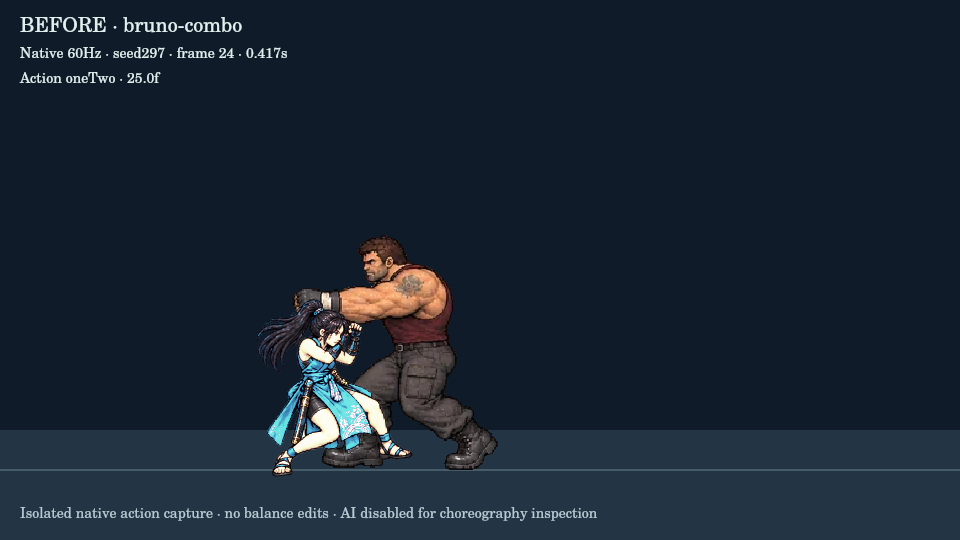 BEFORE · bruno-combo
Native 60Hz · seed297 · frame 24 · 0.417s
Action oneTwo · 25.0f
Isolated native action capture · no balance edits · AI disabled for choreography inspection